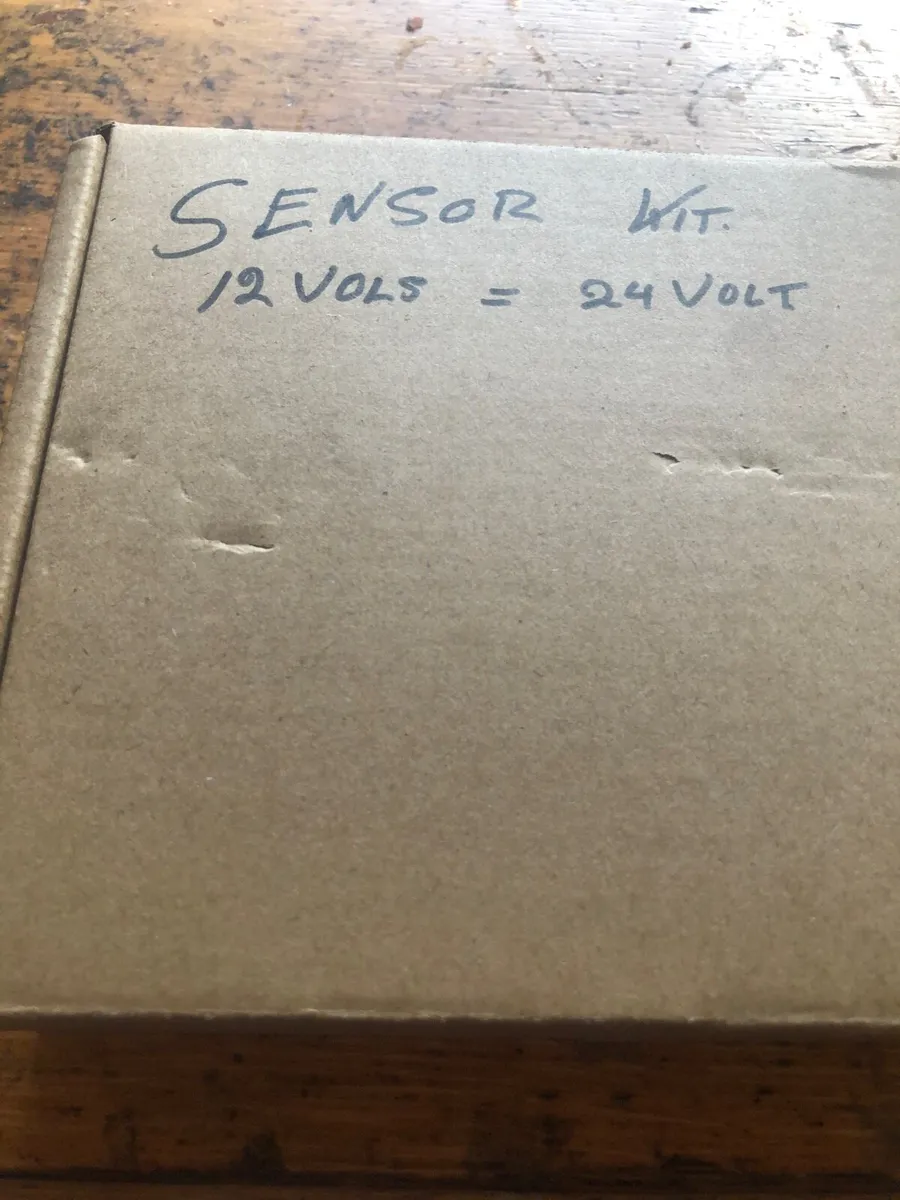 SENSOR KIT.
12 VOLS = 24 VOLT